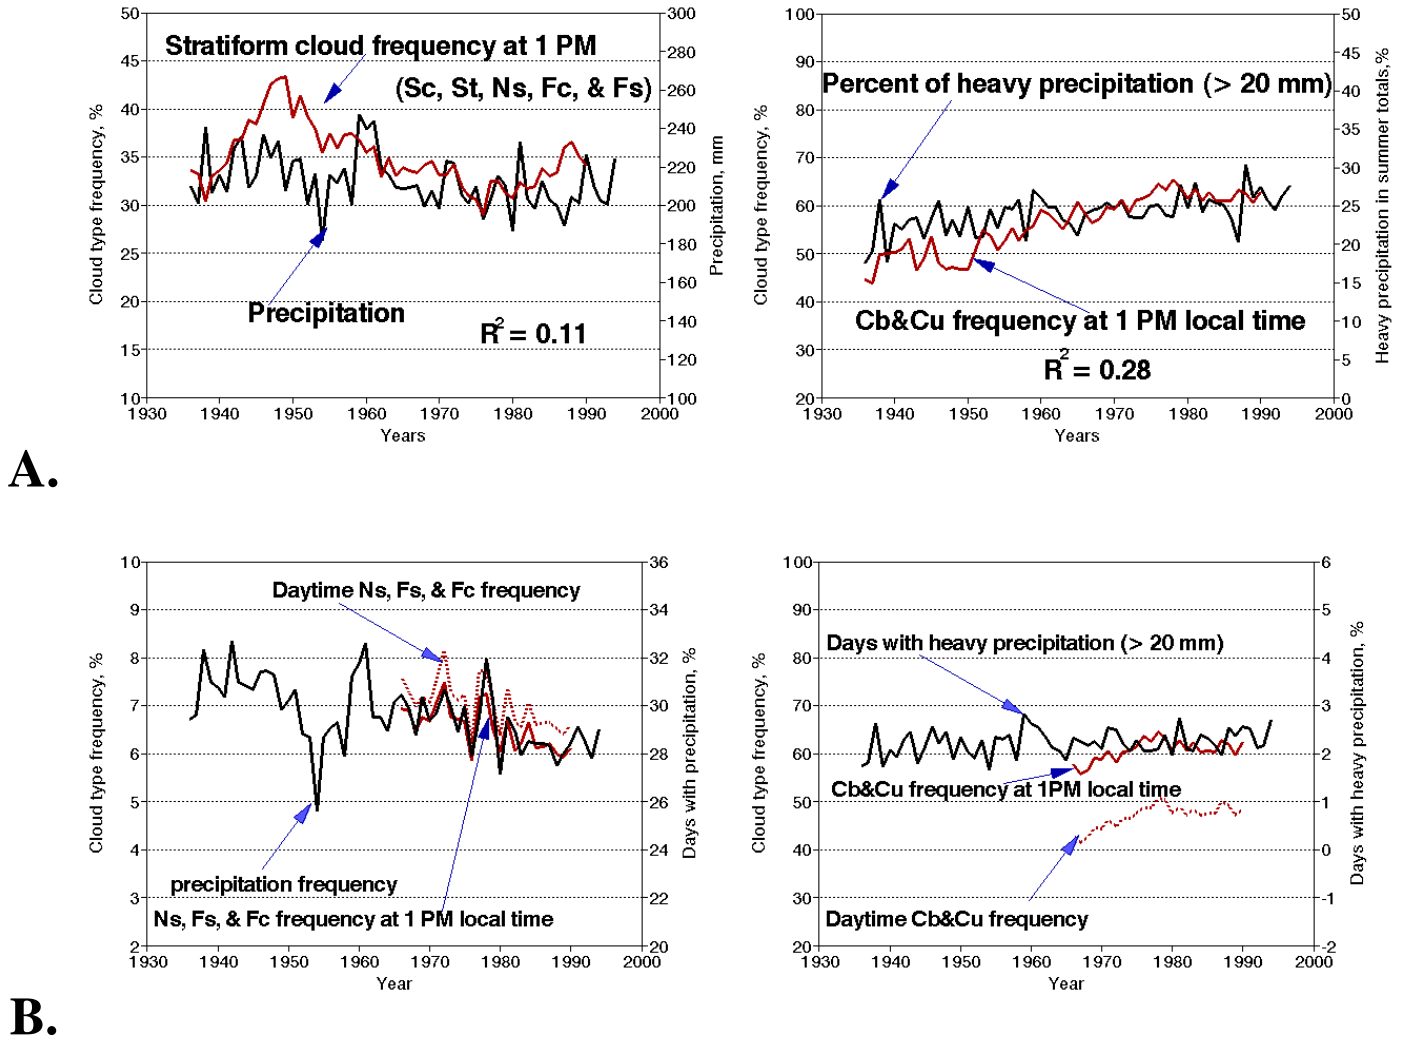 50
45
40
35
30
25
20
15
10
Cloud type frequency, %
Stratiform cloud frequency at 1 PM
(Sc, St, Ns, Fc, & Fs)
Precipitation
R2 = 0.11
300
280
260
240
220
200
180
160
140
120
100
Precipitation, mm
1930 1940 1950 1960 1970 1980 1990 2000
Years
100
90
80
70
60
50
40
30
20
Cloud type frequency, %
Percent of heavy precipitation (> 20 mm)
Cb&Cu frequency at 1 PM local time
R2 = 0.28
50
45
40
35
30
25
20
15
10
5
0
Heavy precipitation in summer totals,%
1930 1940 1950 1960 1970 1980 1990 2000
Years
A.
10
9
8
7
6
5
4
3
2
Cloud type frequency, %
Daytime Ns, Fs, & Fc frequency
precipitation frequency
Ns, Fs, & Fc frequency at 1 PM local time
36
34
32
30
28
26
24
22
20
Days with precipitation, %
1930 1940 1950 1960 1970 1980 1990 2000
Year
100
90
80
70
60
50
40
30
20
Cloud type frequency, %
Days with heavy precipitation (> 20 mm)
Cb&Cu frequency at 1PM local time
Daytime Cb&Cu frequency
6
5
4
3
2
1
0
-1
-2
Days with heavy precipitation, %
1930 1940 1950 1960 1970 1980 1990 2000
Year
B.